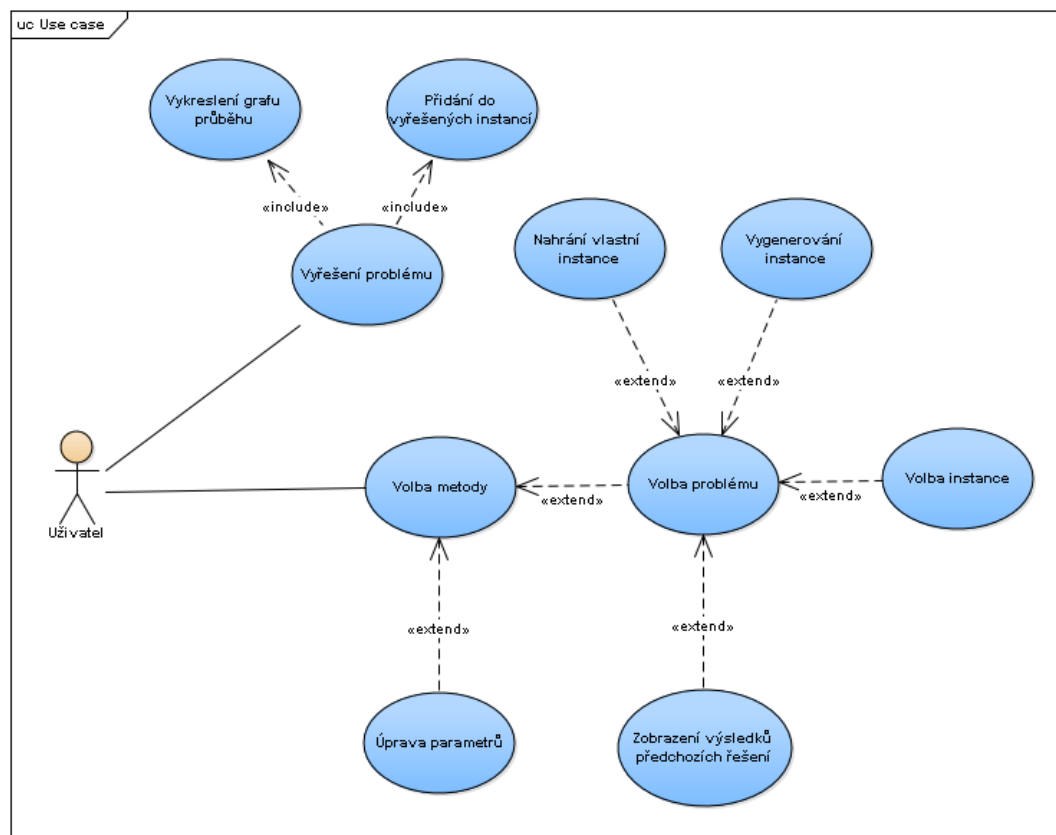 uc Use case
Vykreslení grafu
průběhu
Přidání do
vyřešených instancí
«include»
«include»
Vyřešení problému
Nahrání vlastní
instance
Vygenerování
instance
«extend»
«extend»
Uživatel
Volba metody
«extend»
Volba problému
«extend»
Volba instance
«extend»
«extend»
Úprava parametrů
Zobrazení výsledků
předchozích řešení